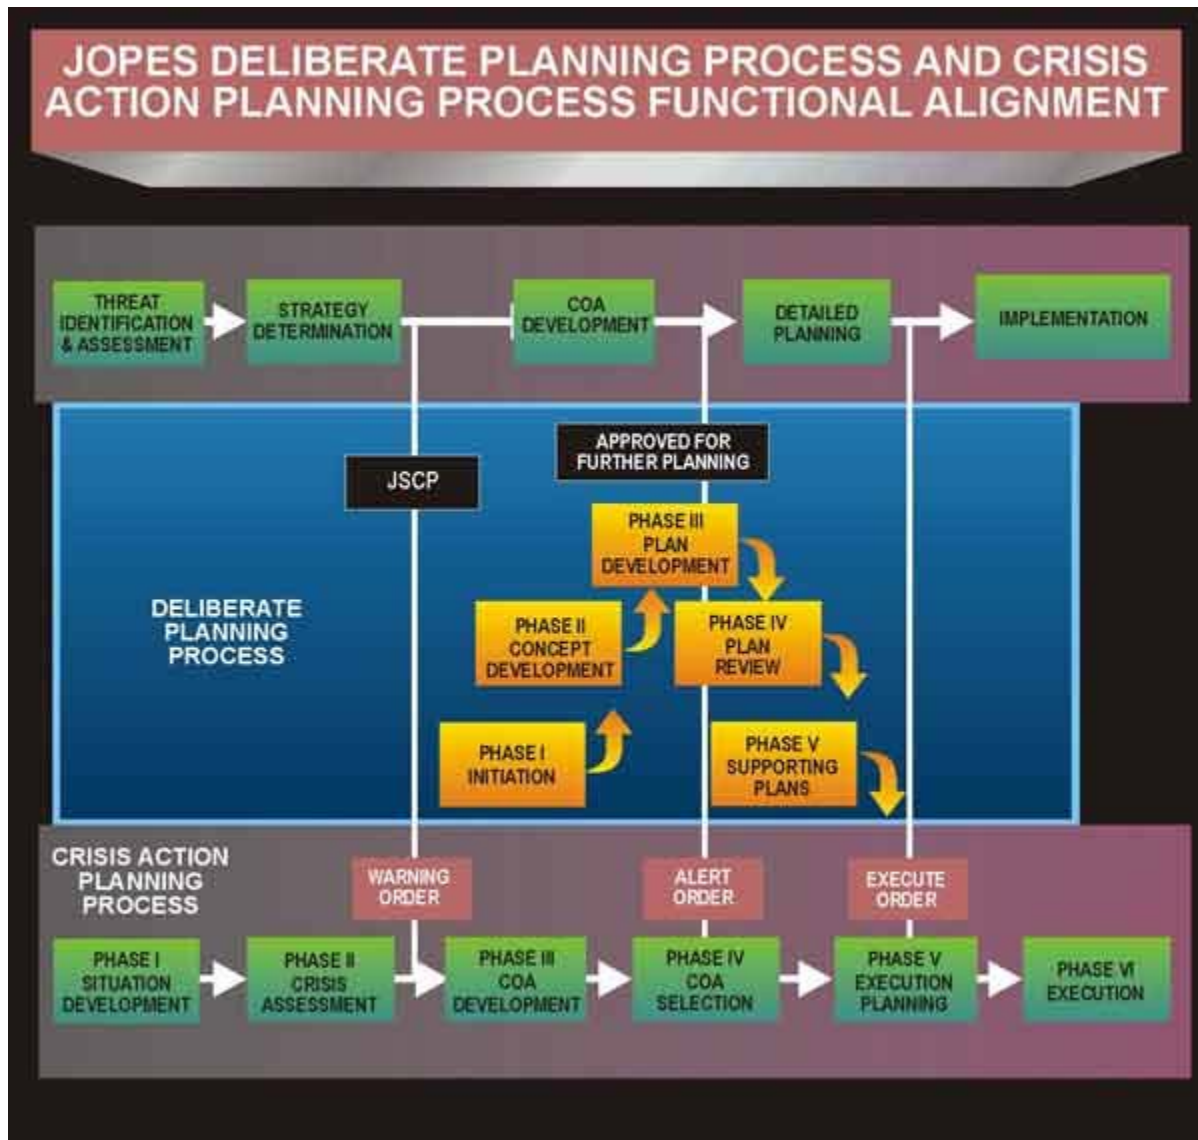 JOPES DELIBERATE PLANNING PROCESS AND CRISIS
ACTION PLANNING PROCESS FUNCTIONAL ALIGNMENT
THREAT
IDENTIFICATION
& ASSESSMENT
STRATEGY
DETERMINATION
COA
DEVELOPMENT
DETAILED
PLANNING
IMPLEMENTATION
JSCP
APPROVED FOR
FURTHER PLANNING
DELIBERATE
PLANNING
PROCESS
PHASE I
INITIATION
PHASE II
CONCEPT
DEVELOPMENT
PHASE III
PLAN
DEVELOPMENT
PHASE IV
PLAN
REVIEW
PHASE V
SUPPORTING
PLANS
CRISIS ACTION
PLANNING
PROCESS
WARNING
ORDER
ALERT
ORDER
EXECUTE
ORDER
PHASE I
SITUATION
DEVELOPMENT
PHASE II
CRISIS
ASSESSMENT
PHASE III
COA
DEVELOPMENT
PHASE IV
COA
SELECTION
PHASE V
EXECUTION
PLANNING
PHASE VI
EXECUTION